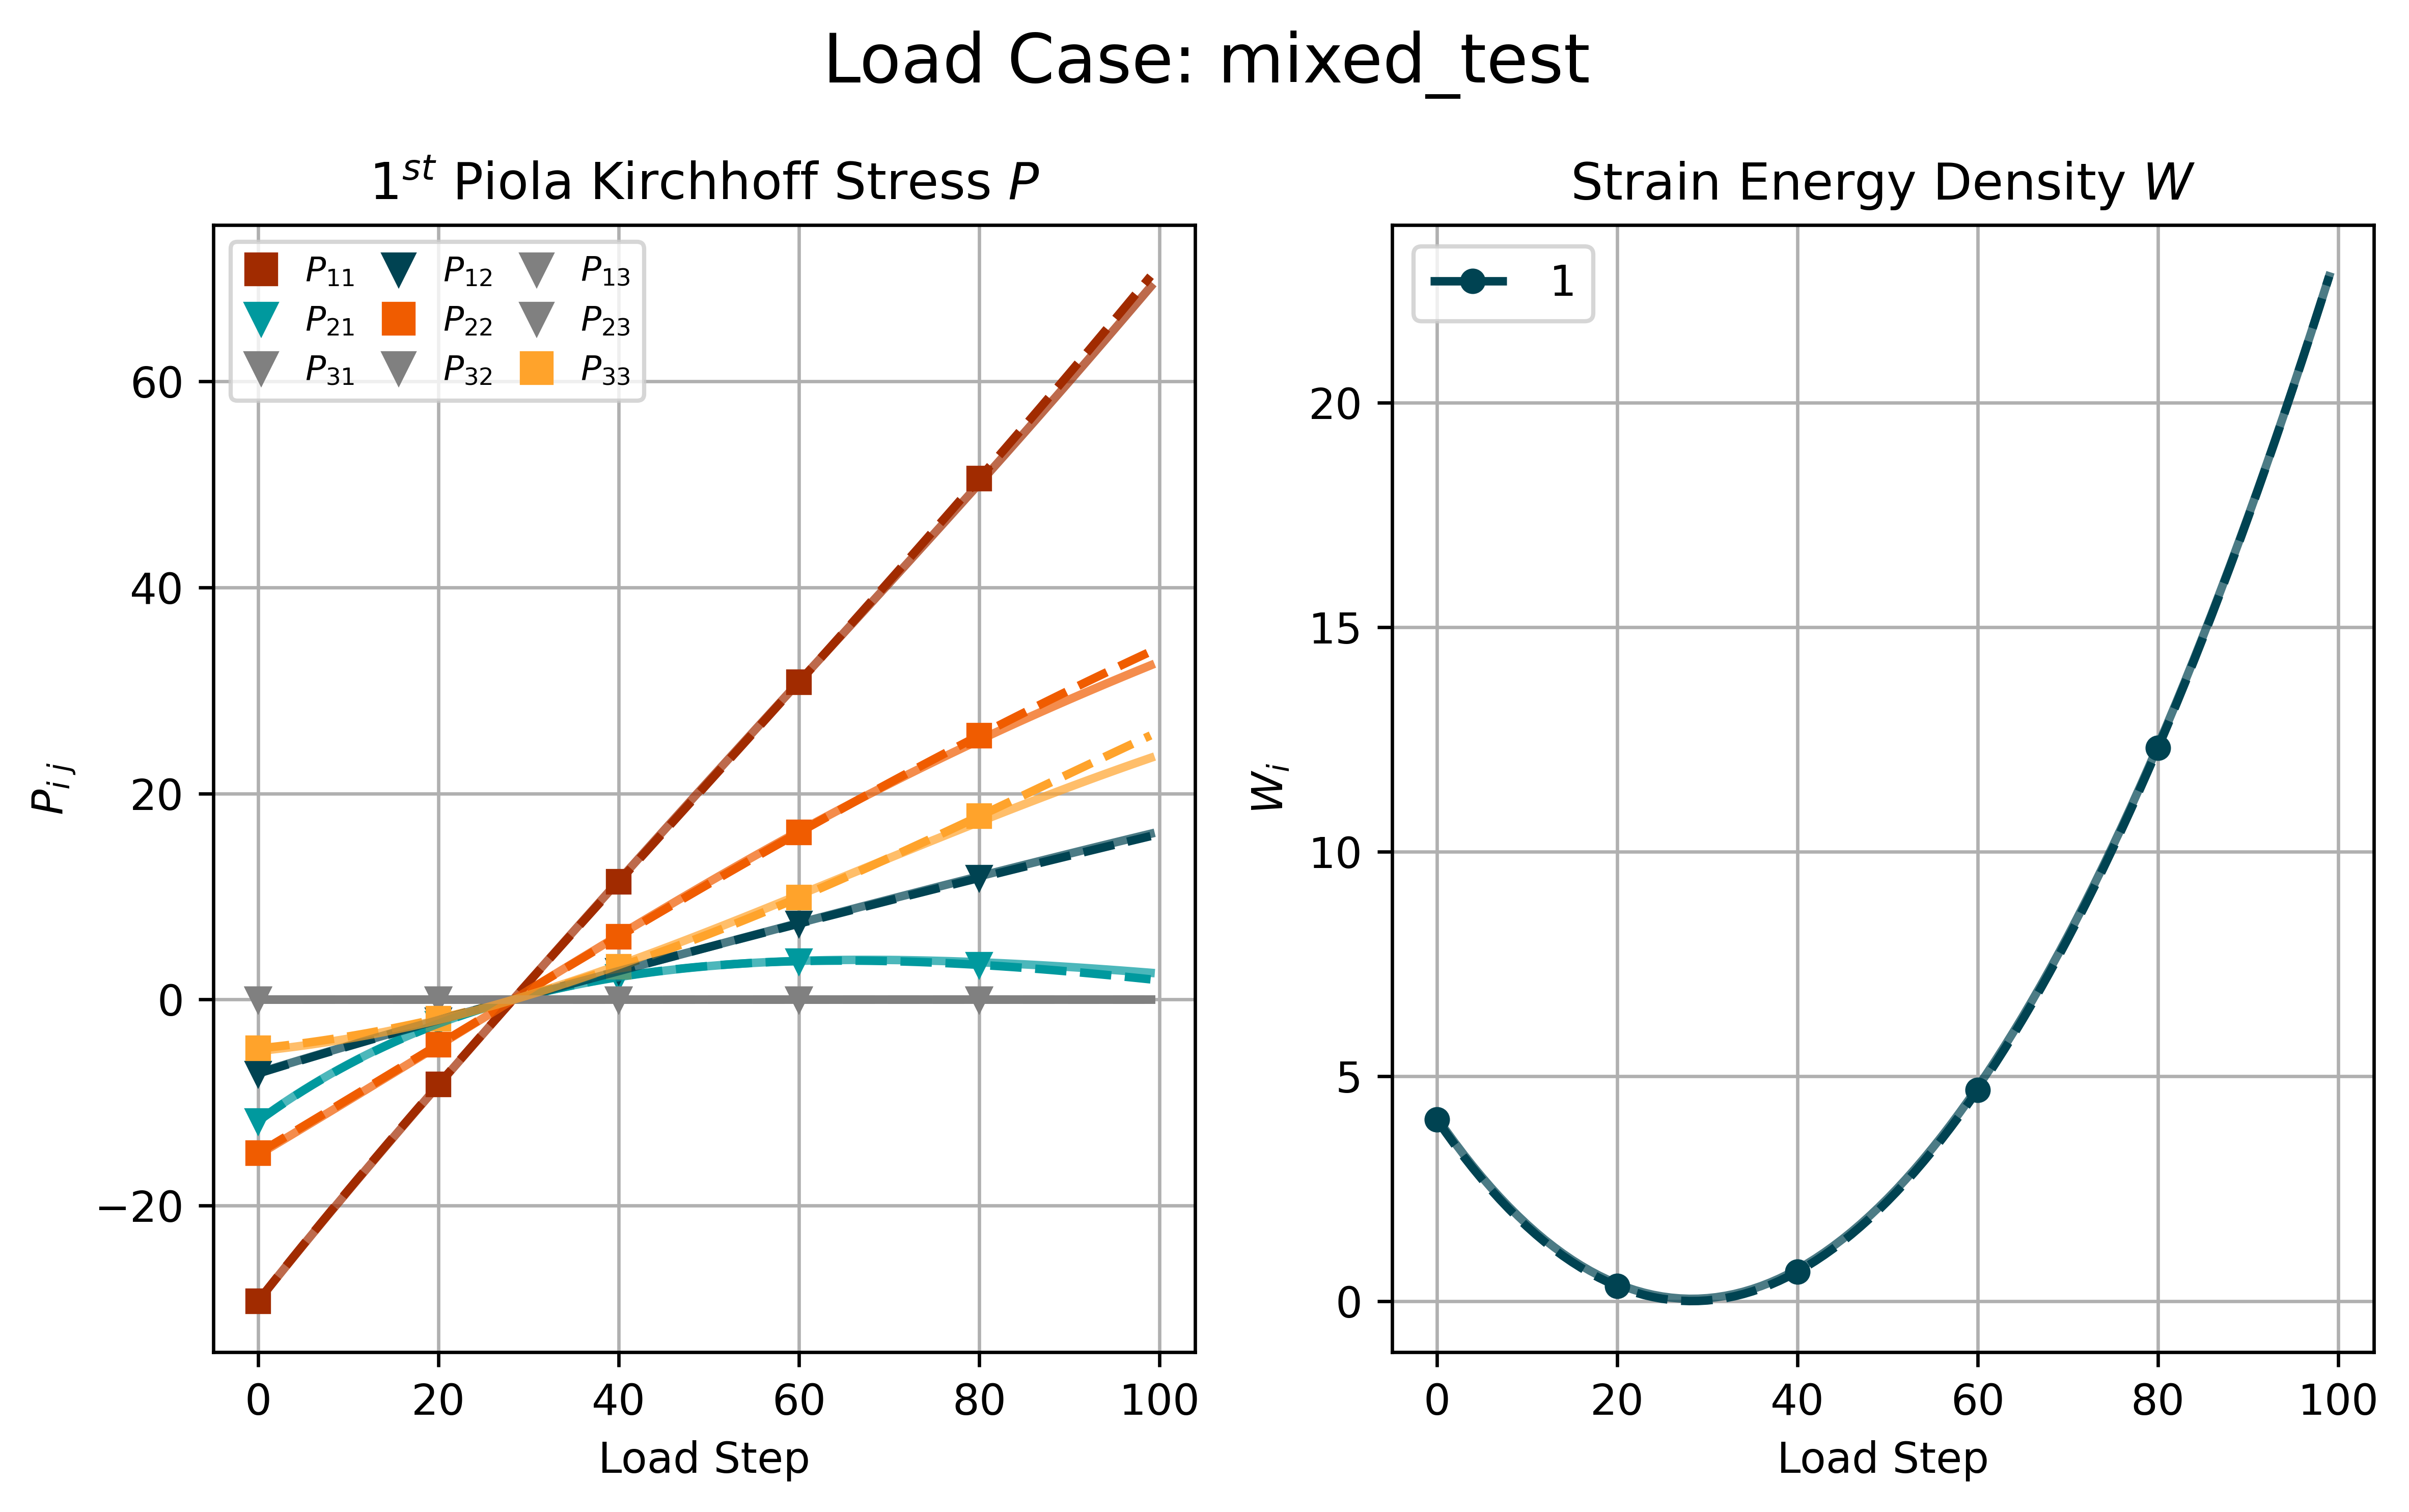 Load Case: mixed_test
1st Piola Kirchhoff Stress P
P11 P12 P13
P21 P22 P23
P31 P32 P33
60
40
20
0
−20
Pi j
0 20 40 60 80 100
Load Step
Strain Energy Density W
1
20
15
10
5
0
Wi
0 20 40 60 80 100
Load Step